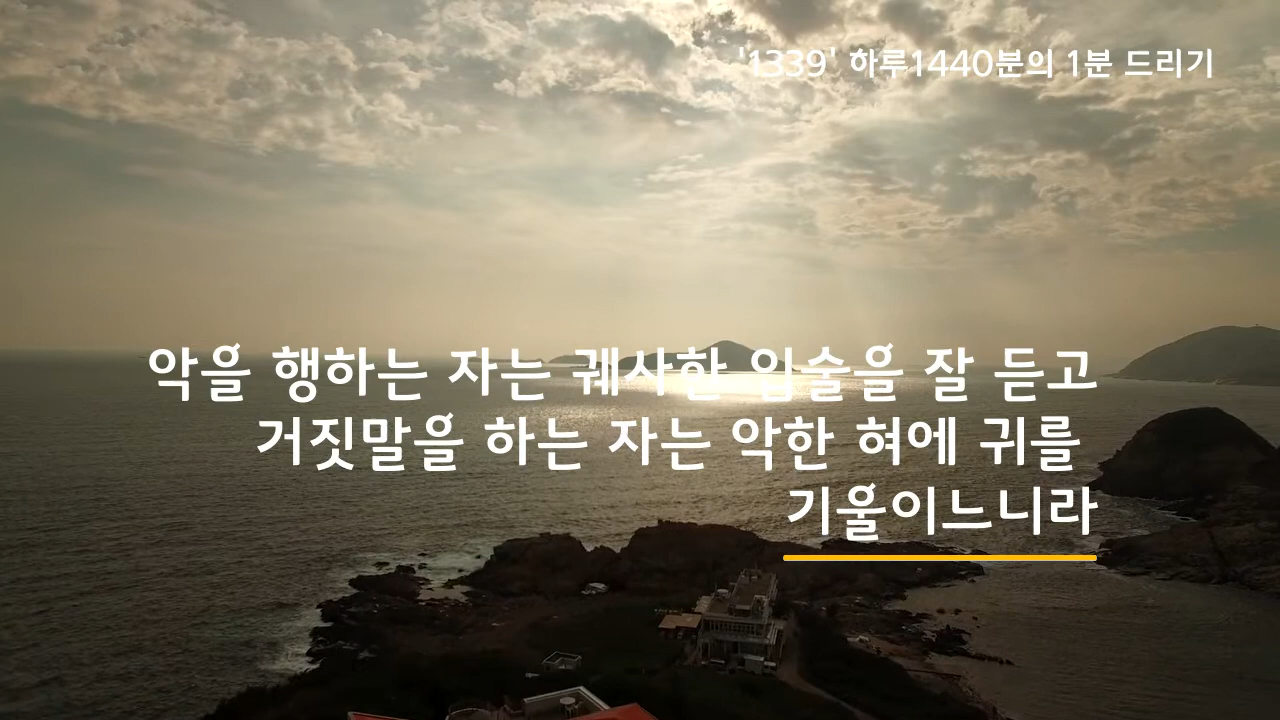 '1339' 하루1440분의 1분 드리기
악을 행하는 자는 궤사한 입술을 잘 듣고
거짓말을 하는 자는 악한 혀에 귀를
기울이느니라